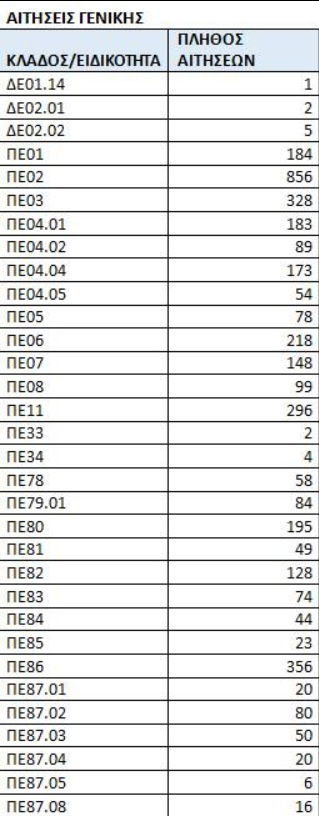 ΑΙΤΗΣΕΙΣ ΓΕΝΙΚΗΣ
ΚΛΑΔΟΣ/ΕΙΔΙΚΟΤΗΤΑ ΠΛΗΘΟΣ ΑΙΤΗΣΕΩΝ
ΔΕ01.14 1
ΔΕ02.01 2
ΔΕ02.02 5
ΠΕ01 184
ΠΕ02 856
ΠΕ03 328
ΠΕ04.01 183
ΠΕ04.02 89
ΠΕ04.04 173
ΠΕ04.05 54
ΠΕ05 78
ΠΕ06 218
ΠΕ07 148
ΠΕ08 99
ΠΕ11 296
ΠΕ33 2
ΠΕ34 4
ΠΕ78 58
ΠΕ79.01 84
ΠΕ80 195
ΠΕ81 49
ΠΕ82 128
ΠΕ83 74
ΠΕ84 44
ΠΕ85 23
ΠΕ86 356
ΠΕ87.01 20
ΠΕ87.02 80
ΠΕ87.03 50
ΠΕ87.04 20
ΠΕ87.05 6
ΠΕ87.08 16